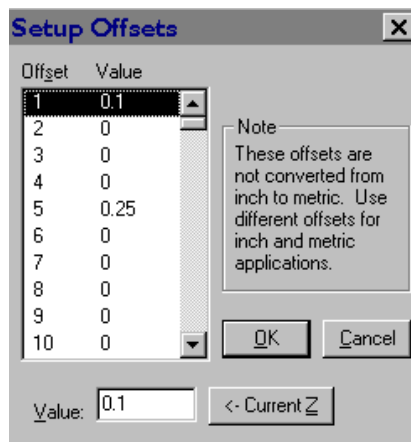 Setup Offsets
Offset Value
1 0.1
2 0
3 0
4 0
5 0.25
6 0
7 0
8 0
9 0
10 0
Note
These offsets are
not converted from
inch to metric. Use
different offsets for
inch and metric
applications.
OK Cancel
Value: 0.1 <- Current Z